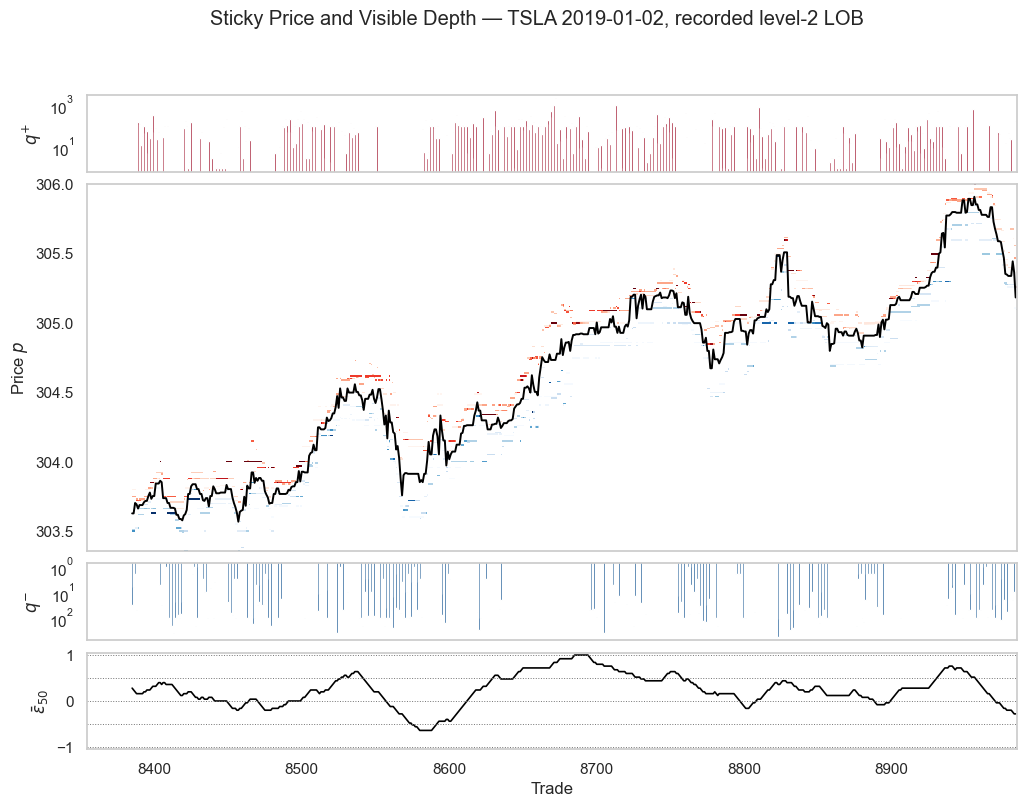 Sticky Price and Visible Depth — TSLA 2019-01-02, recorded level-2 LOB
10³
10¹
q⁺
306.0
305.5
305.0
304.5
304.0
303.5
Price p
10⁰
10¹
10²
q⁻
1
0
−1
ε̄₅₀
8400 8500 8600 8700 8800 8900
Trade